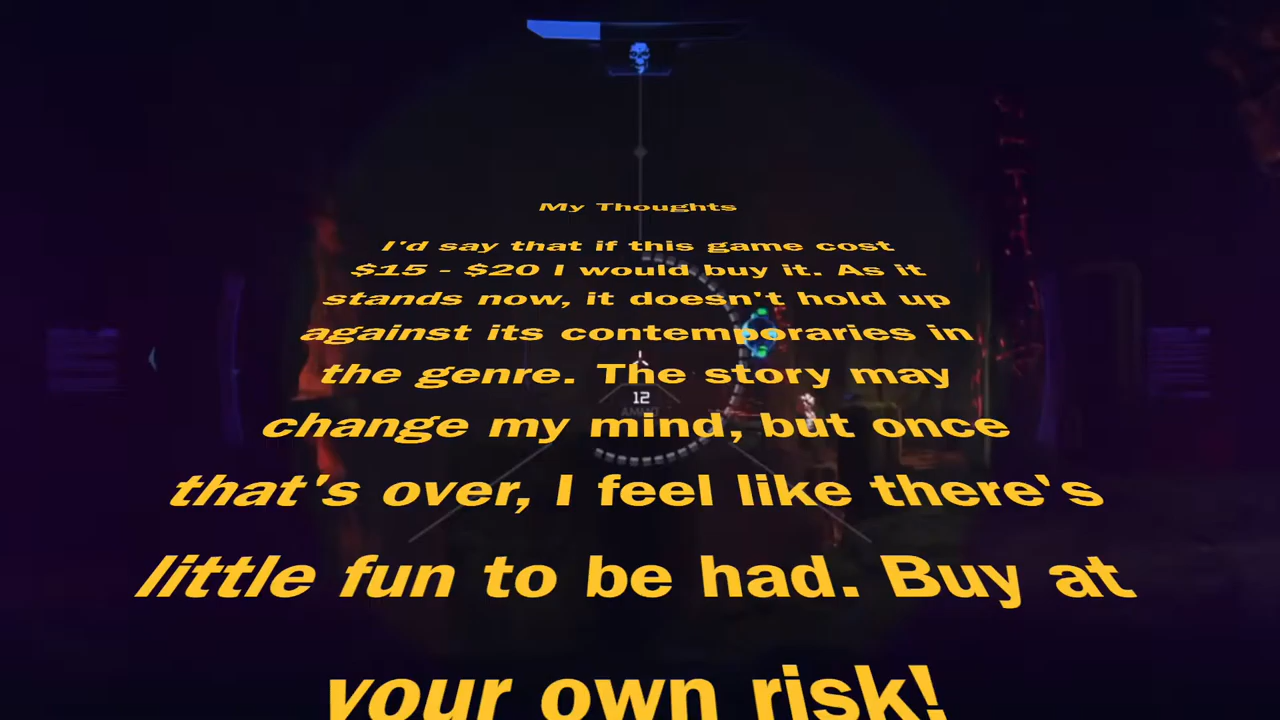 My Thoughts
I'd say that if this game cost
$15 - $20 I would buy it. As it
stands now, it doesn't hold up
against its contemporaries in
the genre. The story may
12
change my mind, but once
that's over, I feel like there's
little fun to be had. Buy at
your own risk!